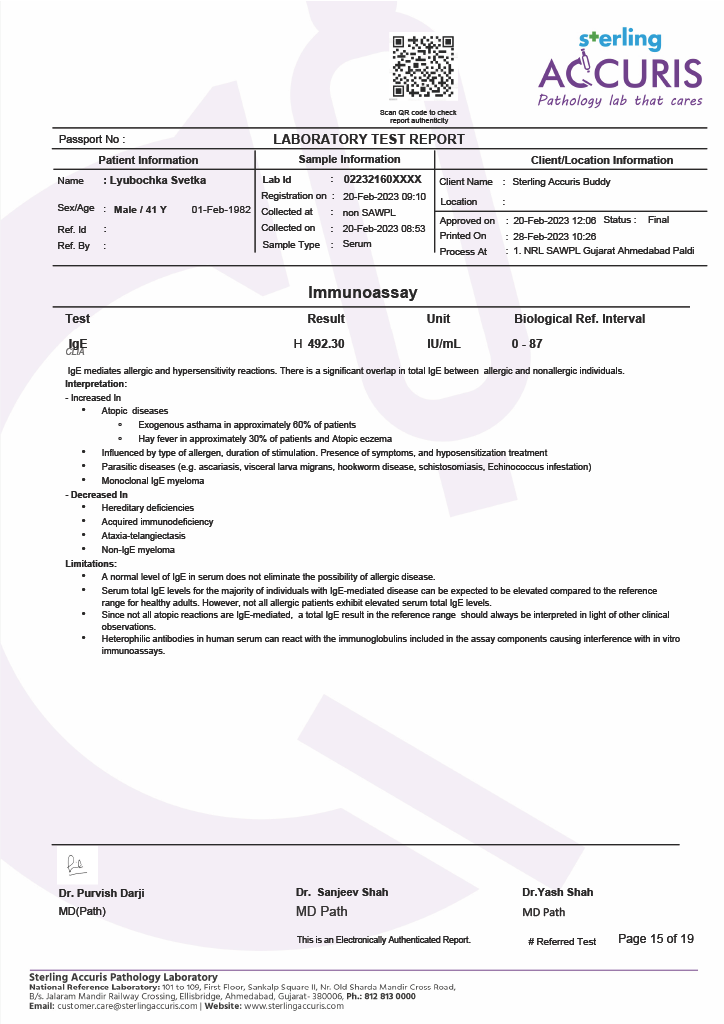 sterling
ACCURIS
Pathology lab that cares
Scan QR code to check
report authenticity
Passport No :
LABORATORY TEST REPORT
Patient Information
Name : Lyubochka Svetka
Sex/Age : Male / 41 Y 01-Feb-1982
Ref. Id :
Ref. By :
Sample Information
Lab Id : 02232160XXXX
Registration on : 20-Feb-2023 09:10
Collected at : non SAWPL
Collected on : 20-Feb-2023 08:53
Sample Type : Serum
Client/Location Information
Client Name : Sterling Accuris Buddy
Location :
Approved on : 20-Feb-2023 12:06 Status : Final
Printed On : 28-Feb-2023 10:26
Process At : 1. NRL SAWPL Gujarat Ahmedabad Paldi
Immunoassay
Test Result Unit Biological Ref. Interval
IgE H 492.30 IU/mL 0 - 87
CLIA
IgE mediates allergic and hypersensitivity reactions. There is a significant overlap in total IgE between allergic and nonallergic individuals.
Interpretation:
- Increased In
• Atopic diseases
o Exogenous asthama in approximately 60% of patients
o Hay fever in approximately 30% of patients and Atopic eczema
• Influenced by type of allergen, duration of stimulation. Presence of symptoms, and hyposensitization treatment
• Parasitic diseases (e.g. ascariasis, visceral larva migrans, hookworm disease, schistosomiasis, Echinococcus infestation)
• Monoclonal IgE myeloma
- Decreased In
• Hereditary deficiencies
• Acquired immunodeficiency
• Ataxia-telangiectasis
• Non-IgE myeloma
Limitations:
• A normal level of IgE in serum does not eliminate the possibility of allergic disease.
• Serum total IgE levels for the majority of individuals with IgE-mediated disease can be expected to be elevated compared to the reference
range for healthy adults. However, not all allergic patients exhibit elevated serum total IgE levels.
• Since not all atopic reactions are IgE-mediated, a total IgE result in the reference range should always be interpreted in light of other clinical
observations.
• Heterophilic antibodies in human serum can react with the immunoglobulins included in the assay components causing interference with in vitro
immunoassays.
Dr. Purvish Darji
MD(Path)
Dr. Sanjeev Shah
MD Path
Dr.Yash Shah
MD Path
This is an Electronically Authenticated Report.
# Referred Test
Page 15 of 19
Sterling Accuris Pathology Laboratory
National Reference Laboratory: 101 to 109, First Floor, Sankalp Square II, Nr. Old Sharda Mandir Cross Road,
B/s. Jalaram Mandir Railway Crossing, Ellisbridge, Ahmedabad, Gujarat- 380006, Ph.: 812 813 0000
Email: customer.care@sterlingaccuris.com | Website: www.sterlingaccuris.com